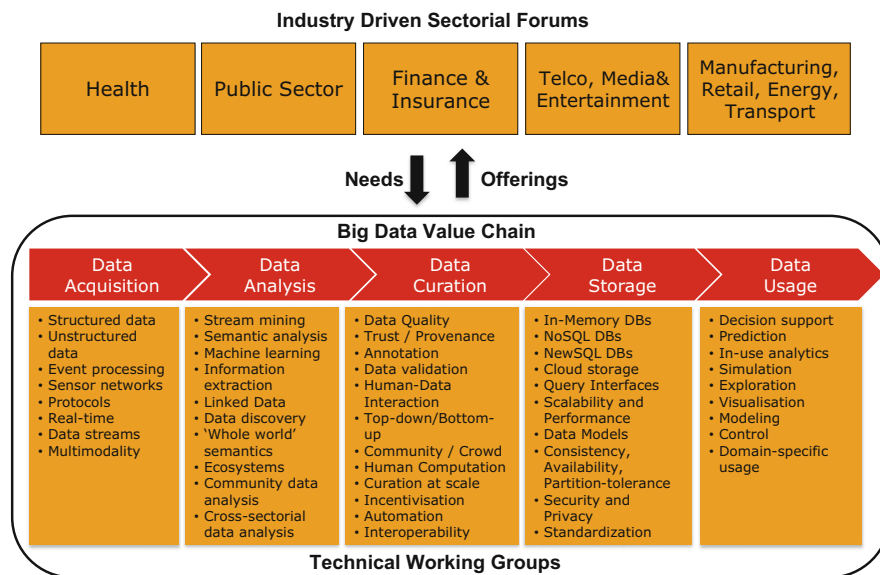 Industry Driven Sectorial Forums
Health
Public Sector
Finance &
Insurance
Telco, Media&
Entertainment
Manufacturing,
Retail, Energy,
Transport
Needs
Offerings
Big Data Value Chain
Data
Acquisition
Data
Analysis
Data
Curation
Data
Storage
Data
Usage
• Structured data
• Unstructured
data
• Event processing
• Sensor networks
• Protocols
• Real-time
• Data streams
• Multimodality
• Stream mining
• Semantic analysis
• Machine learning
• Information
extraction
• Linked Data
• Data discovery
• ‘Whole world’
semantics
• Ecosystems
• Community data
analysis
• Cross-sectorial
data analysis
• Data Quality
• Trust / Provenance
• Annotation
• Data validation
• Human-Data
Interaction
• Top-down/Bottom-
up
• Community / Crowd
• Human Computation
• Curation at scale
• Incentivisation
• Automation
• Interoperability
• In-Memory DBs
• NoSQL DBs
• NewSQL DBs
• Cloud storage
• Query Interfaces
• Scalability and
Performance
• Data Models
• Consistency,
Availability,
Partition-tolerance
• Security and
Privacy
• Standardization
• Decision support
• Prediction
• In-use analytics
• Simulation
• Exploration
• Visualisation
• Modeling
• Control
• Domain-specific
usage
Technical Working Groups